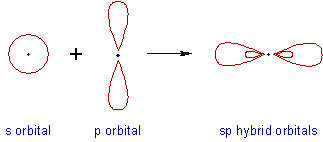 +
s orbital
p orbital
sp hybrid orbitals